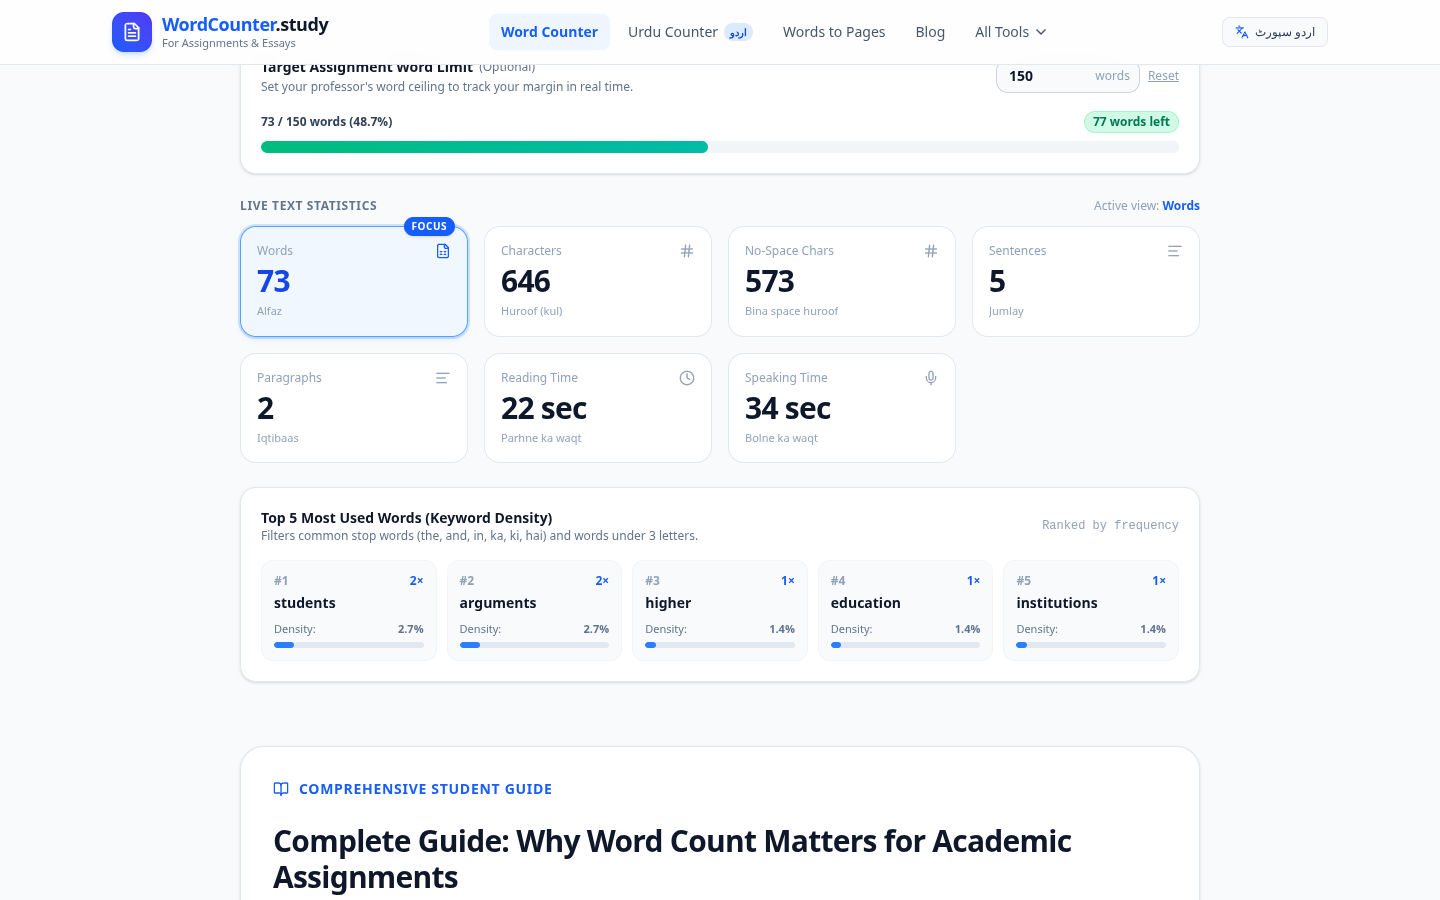 WordCounter.study
For Assignments & Essays
Word Counter
Urdu Counter اردو
Words to Pages
Blog
All Tools
اردو سپورٹ
Target Assignment Word Limit (Optional)
Set your professor's word ceiling to track your margin in real time.
150 words Reset
73 / 150 words (48.7%)
77 words left
LIVE TEXT STATISTICS
Active view: Words
FOCUS
Words
73
Alfaz
Characters
646
Huroof (kul)
No-Space Chars
573
Bina space huroof
Sentences
5
Jumlay
Paragraphs
2
Iqtibaas
Reading Time
22 sec
Parhne ka waqt
Speaking Time
34 sec
Bolne ka waqt
Top 5 Most Used Words (Keyword Density)
Filters common stop words (the, and, in, ka, ki, hai) and words under 3 letters.
Ranked by frequency
#1 2×
students
Density: 2.7%
#2 2×
arguments
Density: 2.7%
#3 1×
higher
Density: 1.4%
#4 1×
education
Density: 1.4%
#5 1×
institutions
Density: 1.4%
COMPREHENSIVE STUDENT GUIDE
Complete Guide: Why Word Count Matters for Academic
Assignments